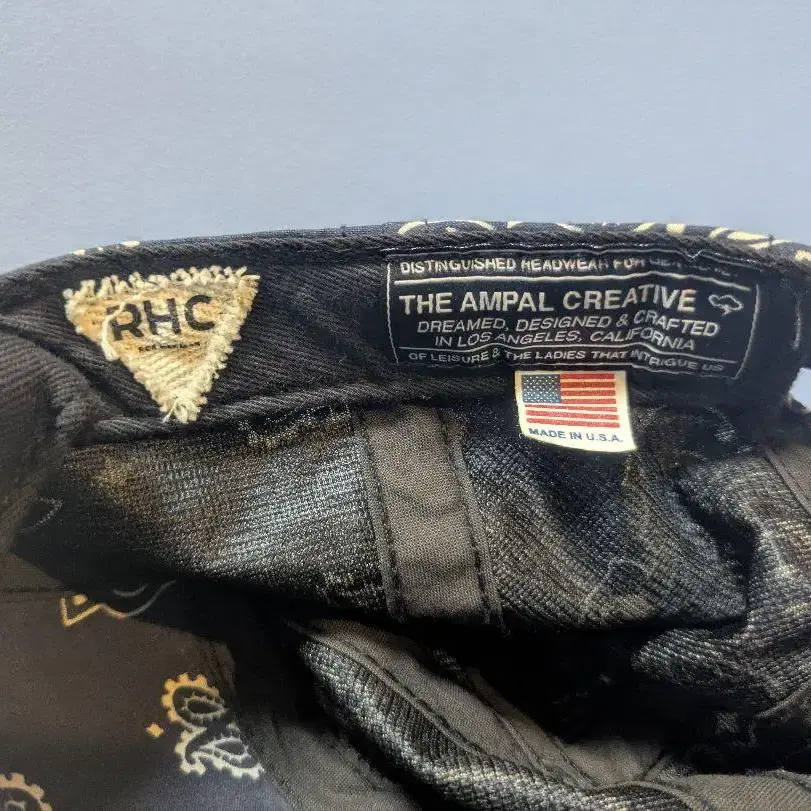 RHC
DISTINGUISHED HEADWEAR FOR
THE AMPAL CREATIVE
DREAMED, DESIGNED & CRAFTED
IN LOS ANGELES, CALIFORNIA
OF LEISURE & THE LADIES THAT INTRIGUE US
MADE IN U.S.A.